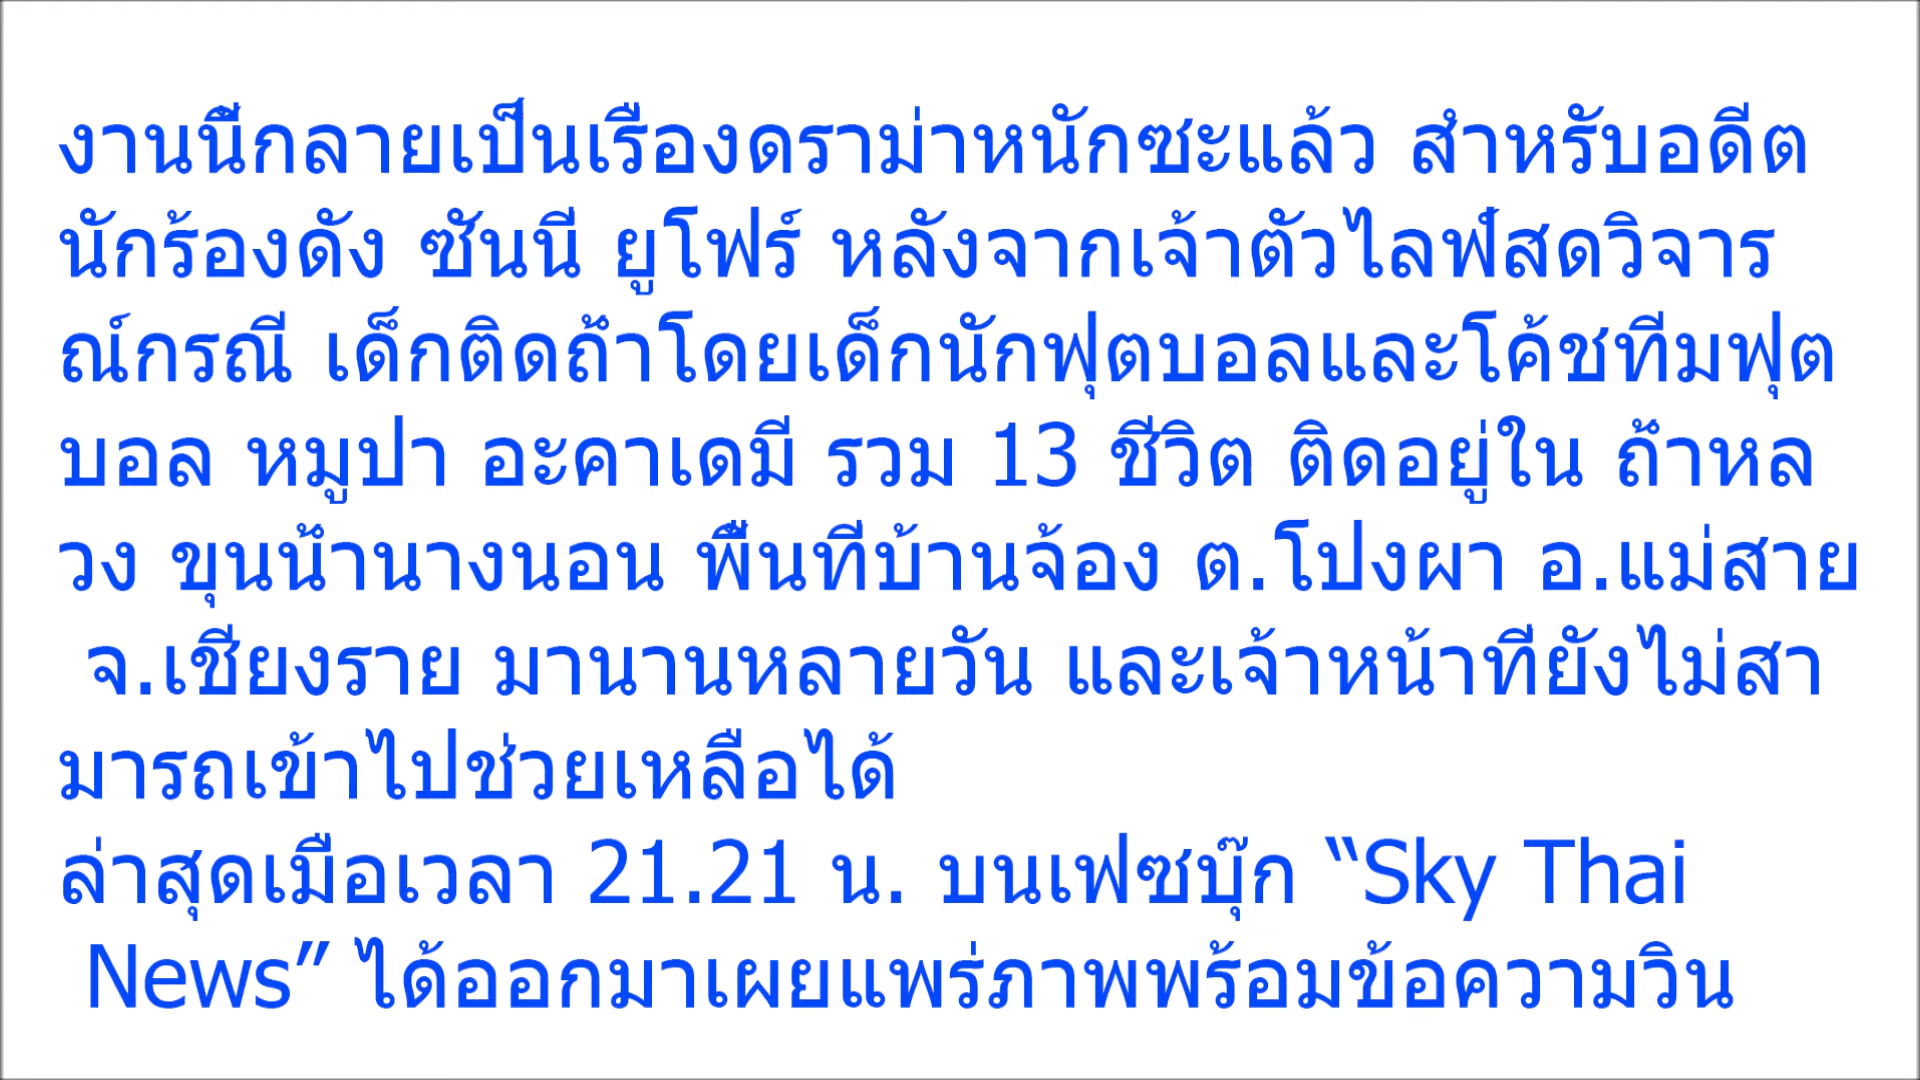 งานนี้กลายเป็นเรื่องดราม่าหนักซะแล้ว สำหรับอดีต
นักร้องดัง ซันนี่ ยูโฟร์ หลังจากเจ้าตัวไลฟ์สดวิจาร
ณ์กรณี เด็กติดถ้ำโดยเด็กนักฟุตบอลและโค้ชทีมฟุต
บอล หมูป่า อะคาเดมี่ รวม 13 ชีวิต ติดอยู่ใน ถ้ำหล
วง ขุนน้ำนางนอน พื้นที่บ้านจ้อง ต.โป่งผา อ.แม่สาย
จ.เชียงราย มานานหลายวัน และเจ้าหน้าที่ยังไม่สา
มารถเข้าไปช่วยเหลือได้
ล่าสุดเมื่อเวลา 21.21 น. บนเฟซบุ๊ก “Sky Thai
News” ได้ออกมาเผยแพร่ภาพพร้อมข้อความวิน